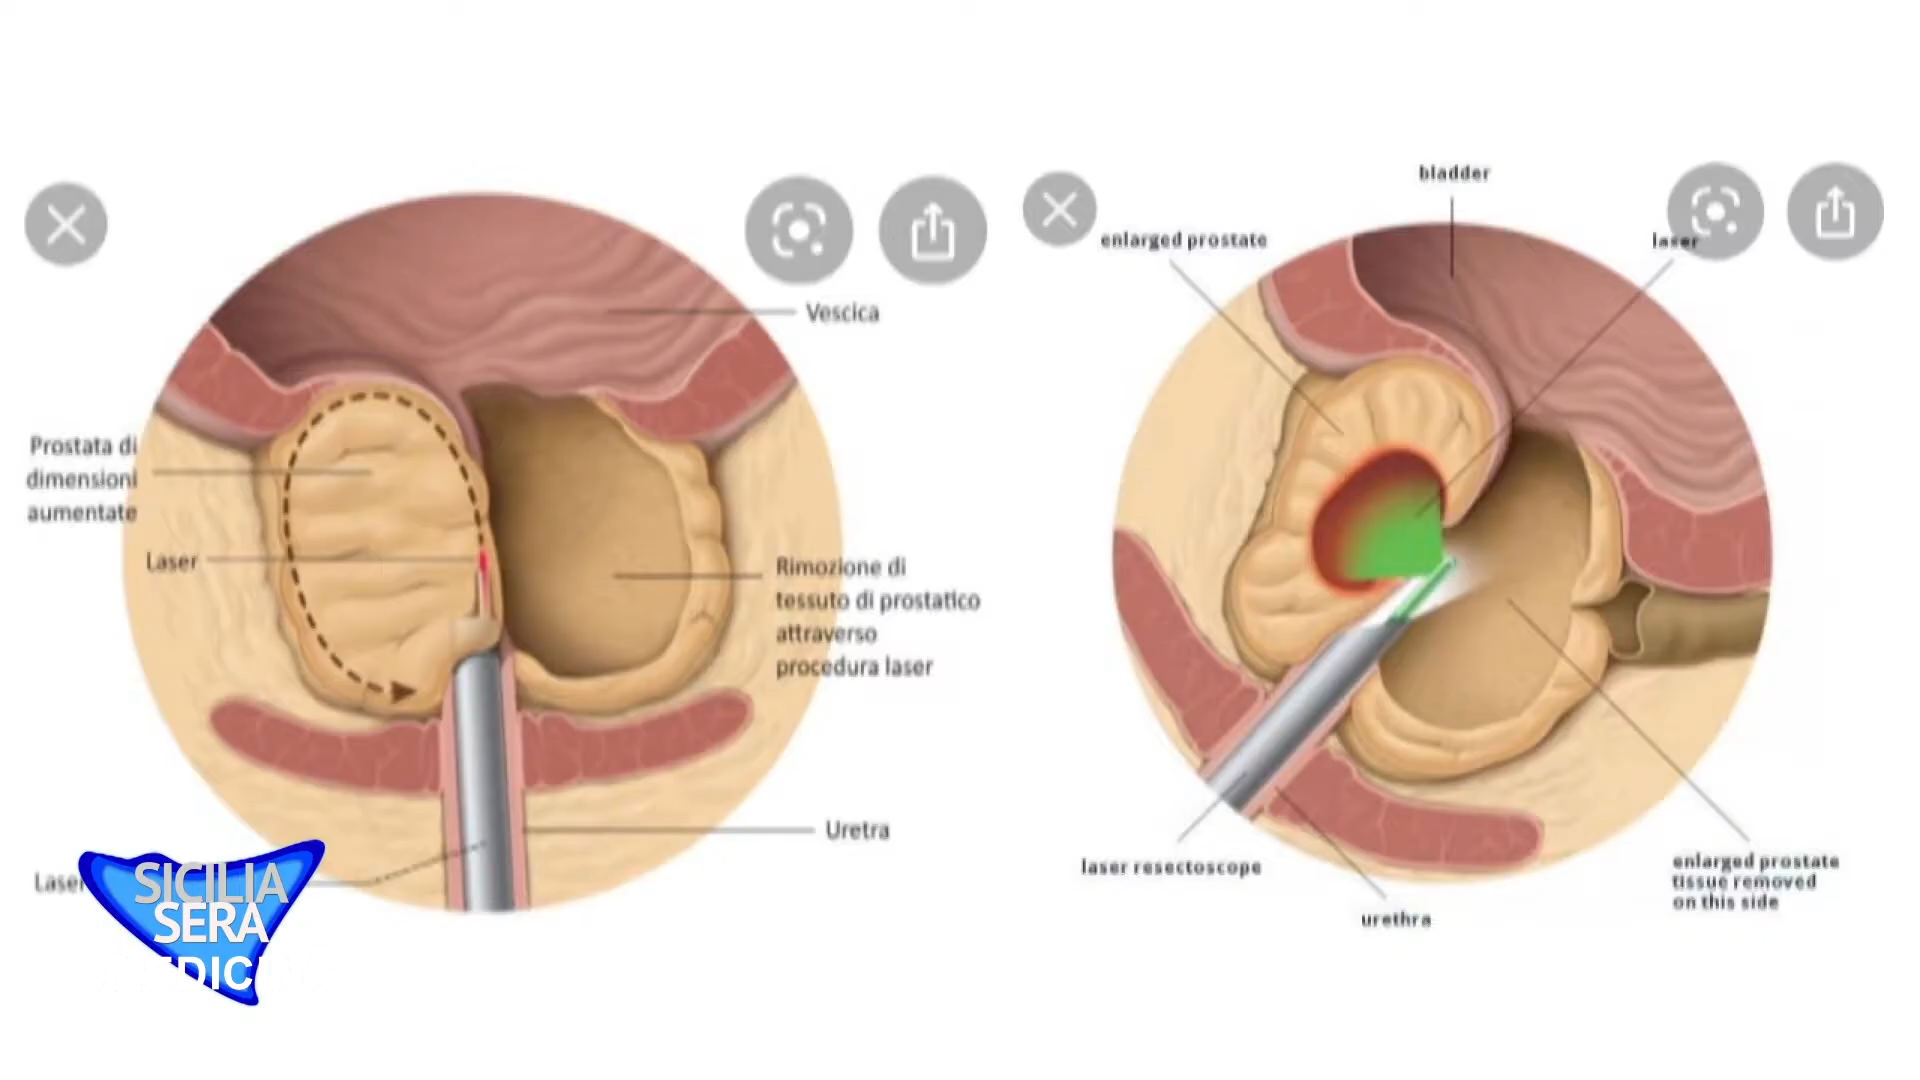 Vescica
Prostata di
dimensioni
aumentate
Laser
Rimozione di
tessuto di prostatico
attraverso
procedura laser
Uretra
Laser
SICILIA
SERA
bladder
enlarged prostate
laser
laser resectoscope
urethra
enlarged prostate
tissue removed
on this side